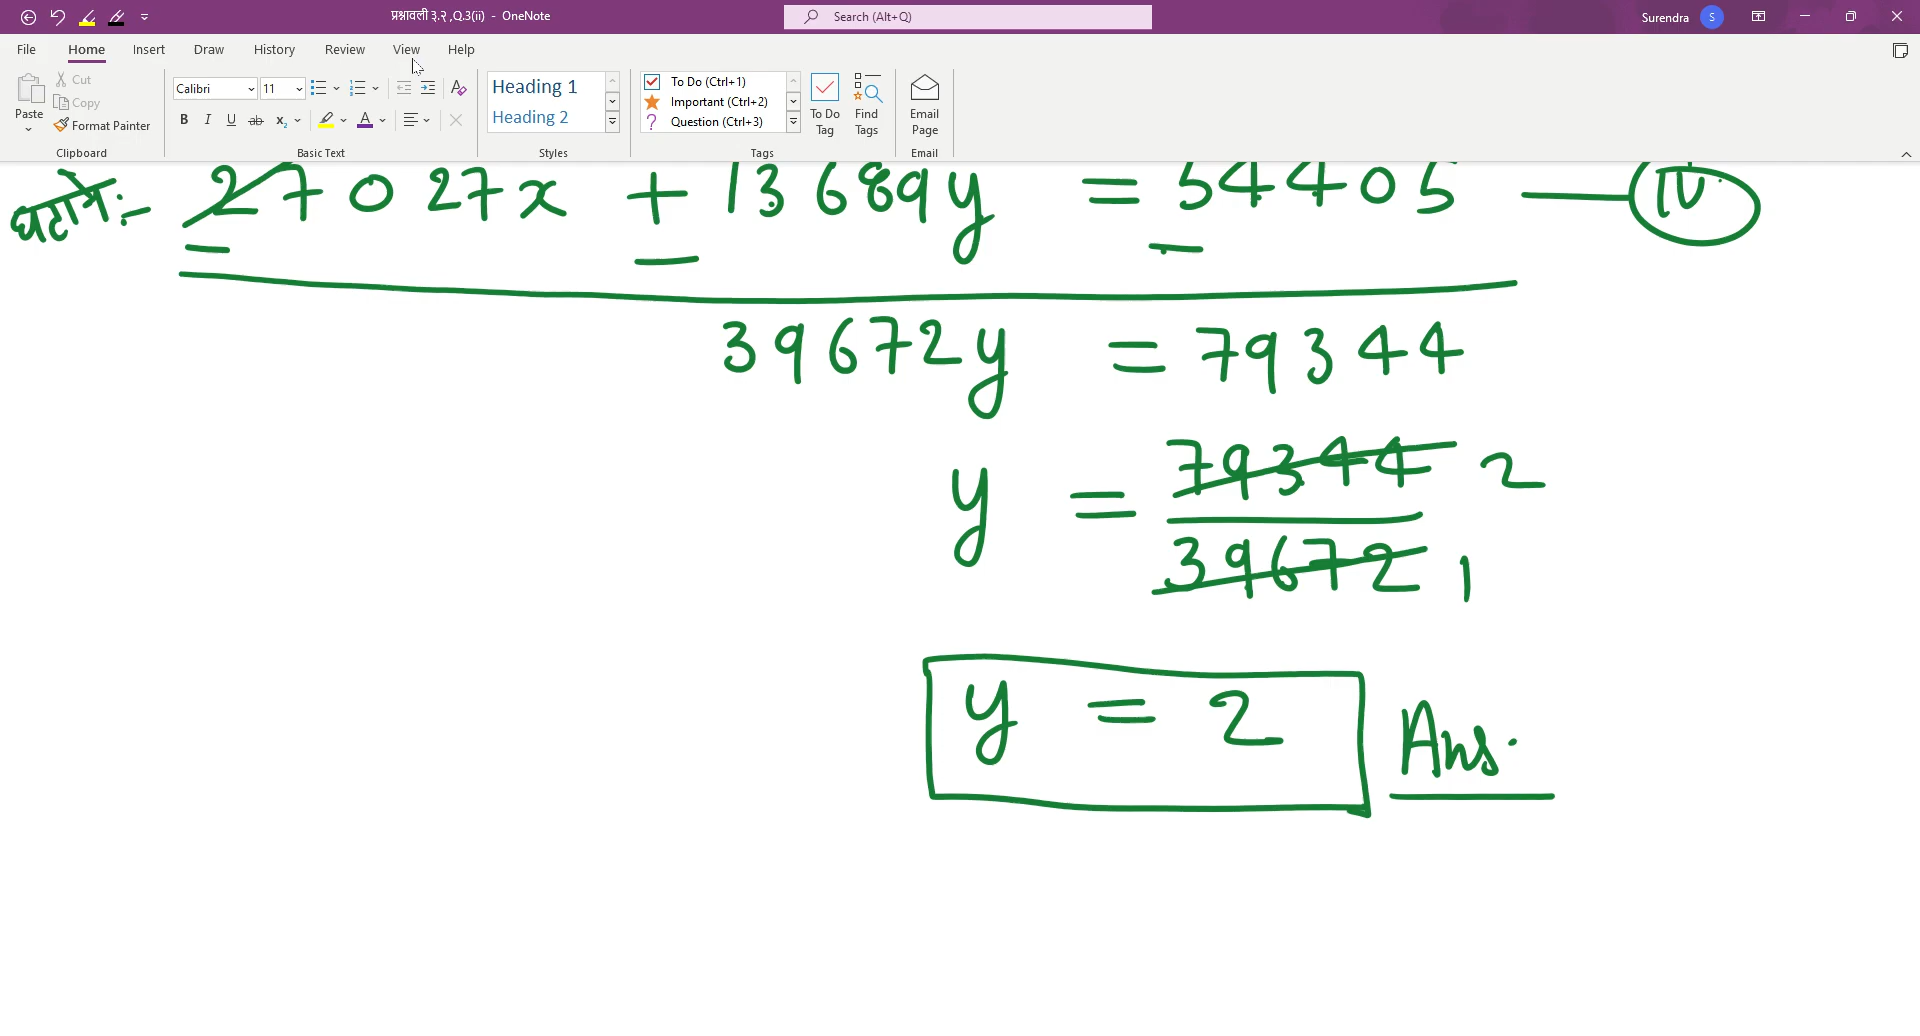 प्रश्नावली ३.२ ,Q.3(ii) - OneNote
Search (Alt+Q)
Surendra S
File Home Insert Draw History Review View Help
Paste
Cut
Copy
Format Painter
Clipboard
Calibri 11
B I U ab x₂ A
Basic Text
Heading 1
Heading 2
Styles
To Do (Ctrl+1)
Important (Ctrl+2)
Question (Ctrl+3)
Tags
To Do Tag
Find Tags
Email Page
Email
घटाने:- 27027x + 13689y = 54405 — IV
39672y = 79344
y = 79344 2
39672 1
y = 2 Ans.